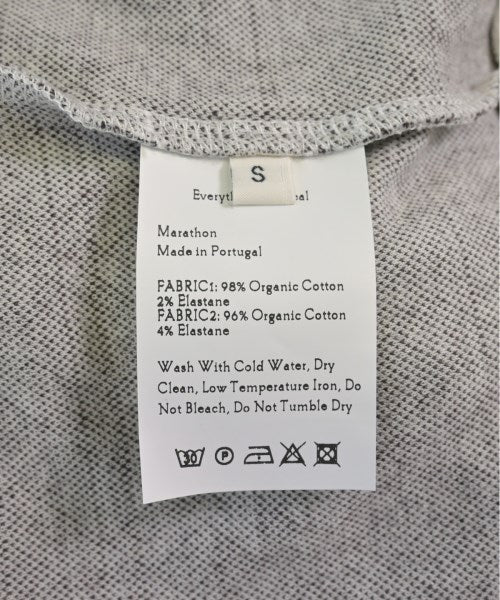 S
Marathon
Made in Portugal
FABRIC1: 98% Organic Cotton
2% Elastane
FABRIC2: 96% Organic Cotton
4% Elastane
Wash With Cold Water, Dry
Clean, Low Temperature Iron, Do
Not Bleach, Do Not Tumble Dry
30 P